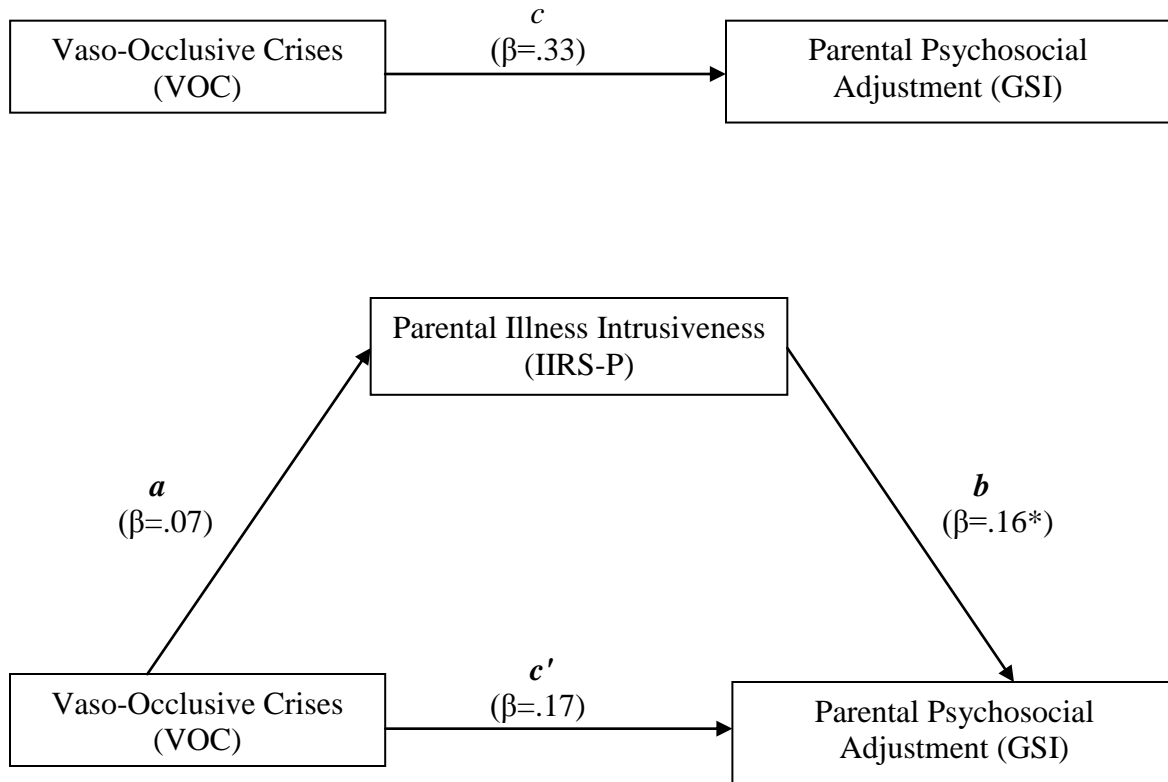 c
(β=.33)
Vaso-Occlusive Crises
(VOC)
Parental Psychosocial
Adjustment (GSI)
Parental Illness Intrusiveness
(IIRS-P)
a
(β=.07)
b
(β=.16*)
c'
(β=.17)
Vaso-Occlusive Crises
(VOC)
Parental Psychosocial
Adjustment (GSI)